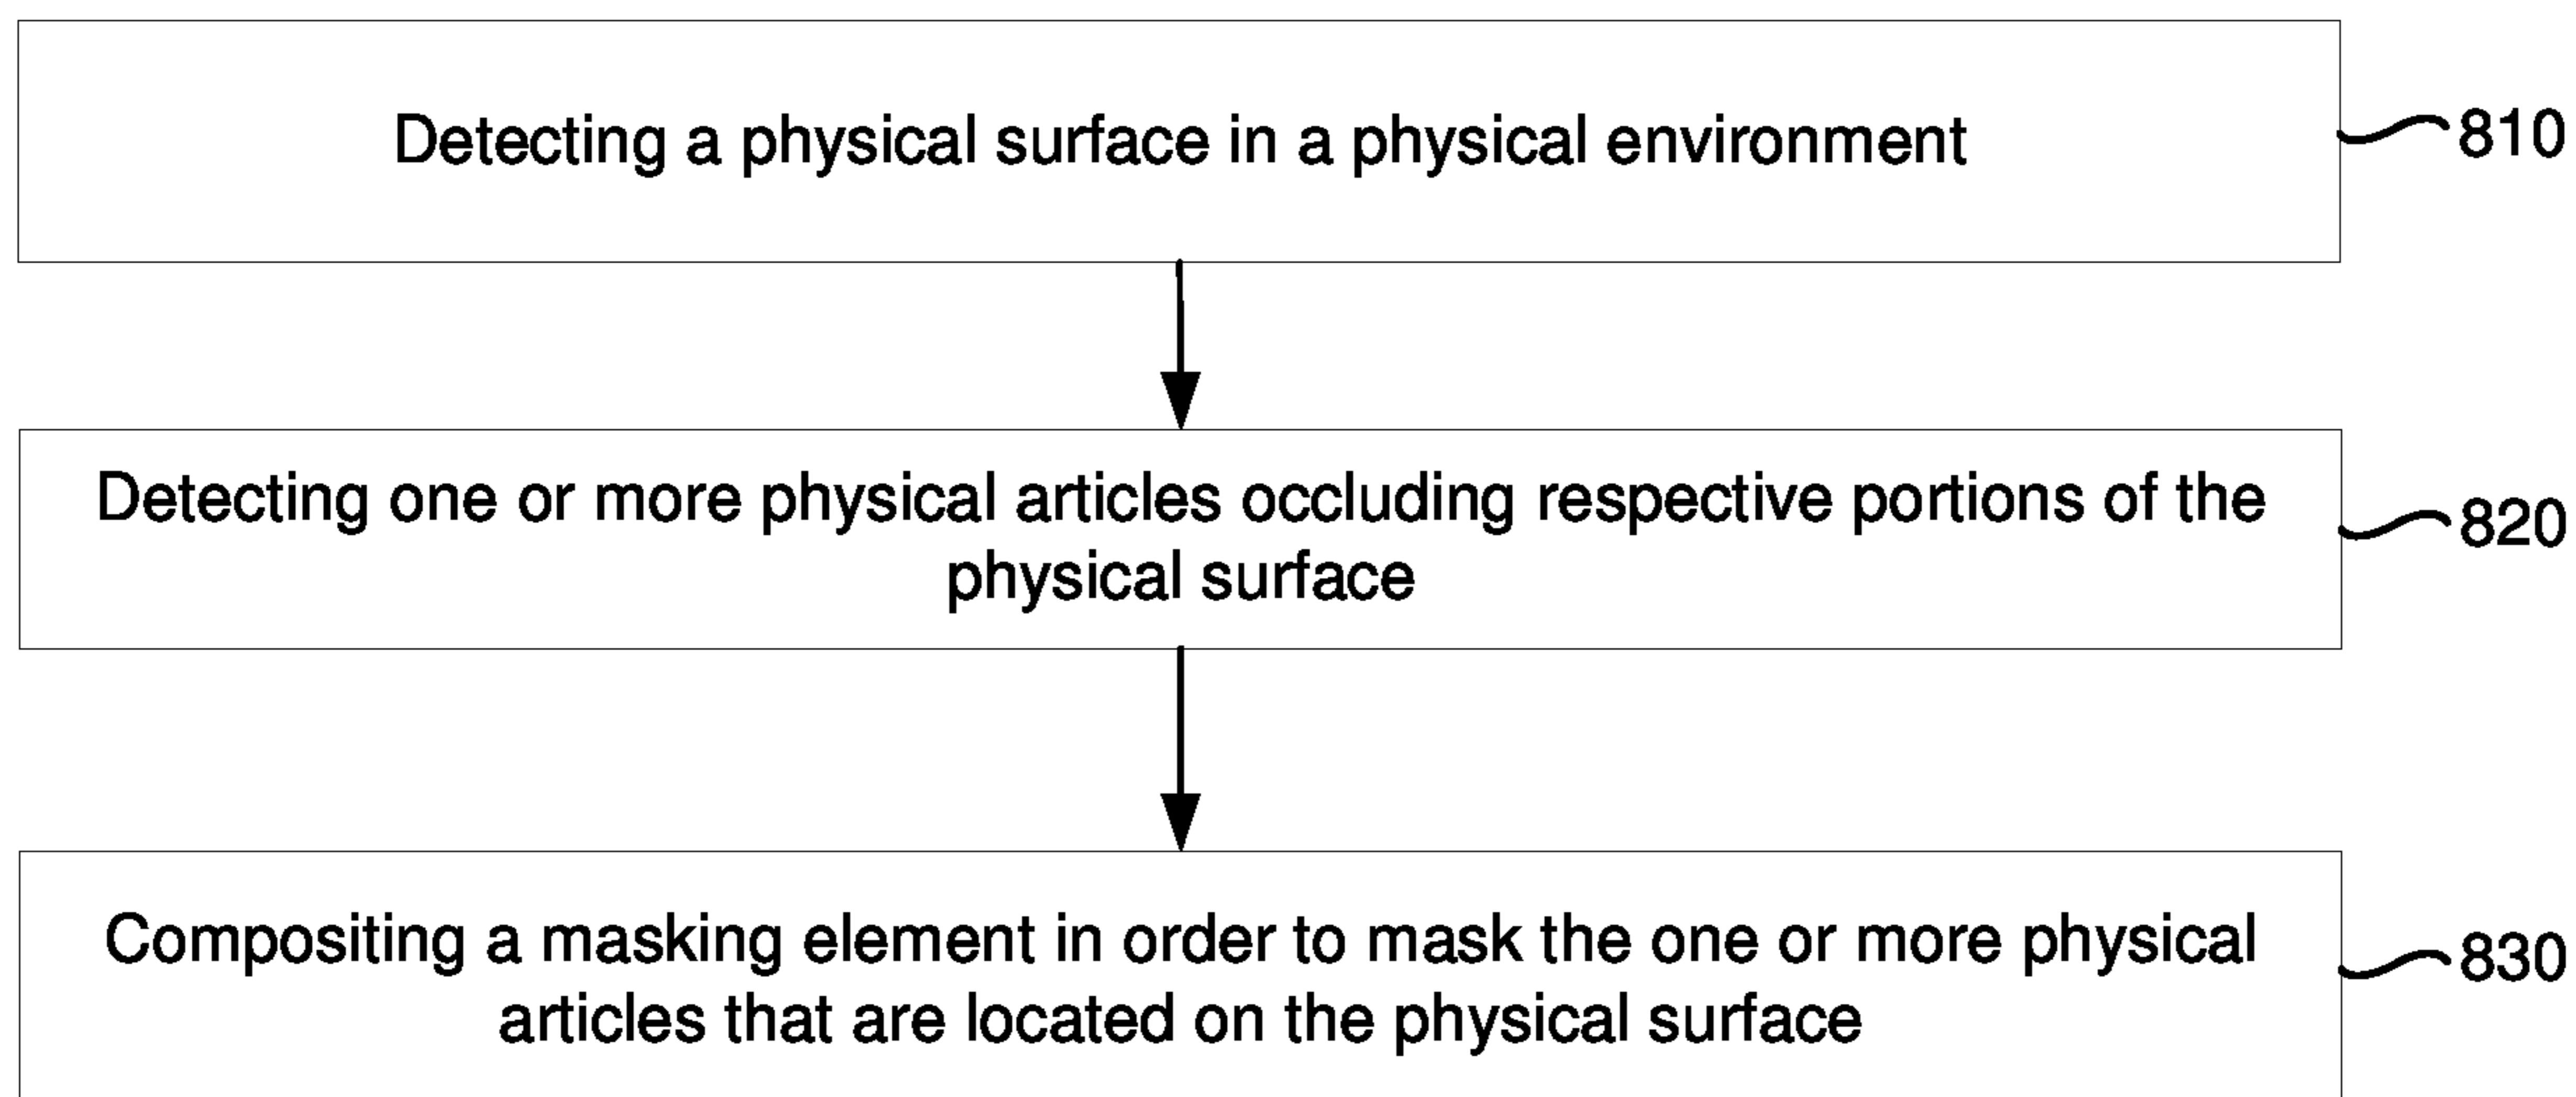 Detecting a physical surface in a physical environment
810
Detecting one or more physical articles occluding respective portions of the
physical surface
820
Compositing a masking element in order to mask the one or more physical
articles that are located on the physical surface
830